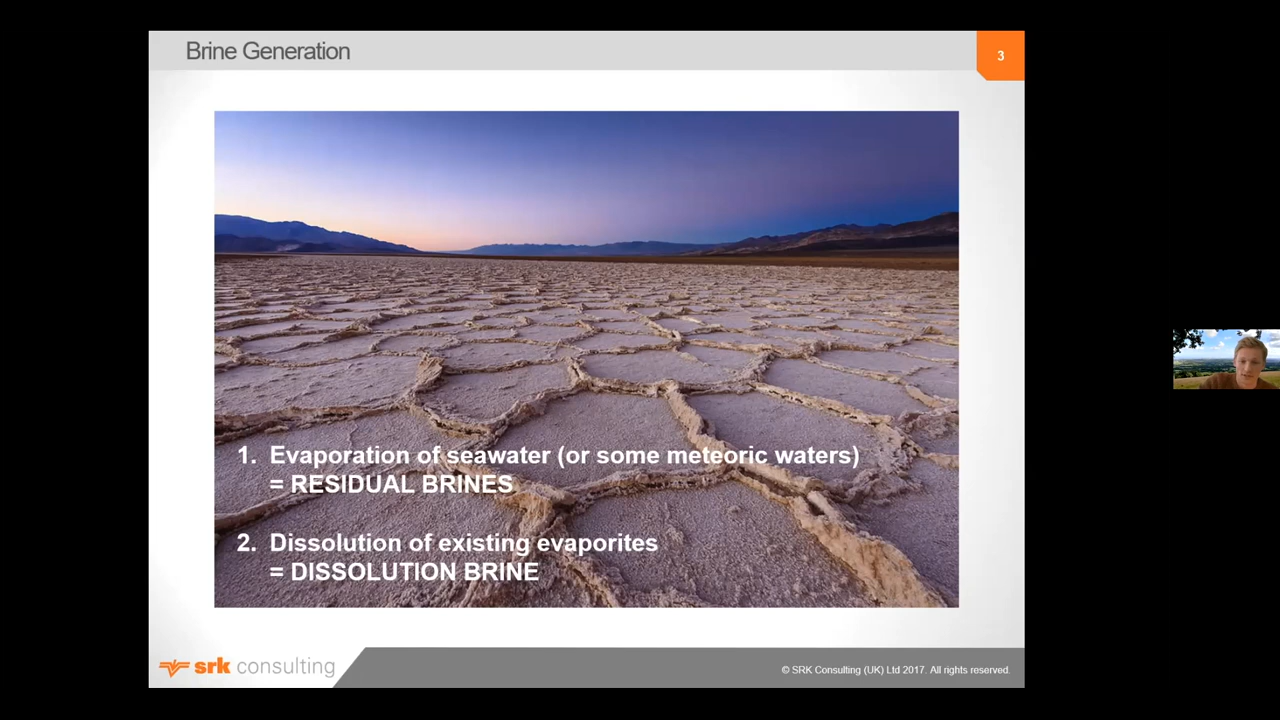 Brine Generation
3
1. Evaporation of seawater (or some meteoric waters)
= RESIDUAL BRINES
2. Dissolution of existing evaporites
= DISSOLUTION BRINE
srk consulting
© SRK Consulting (UK) Ltd 2017. All rights reserved.